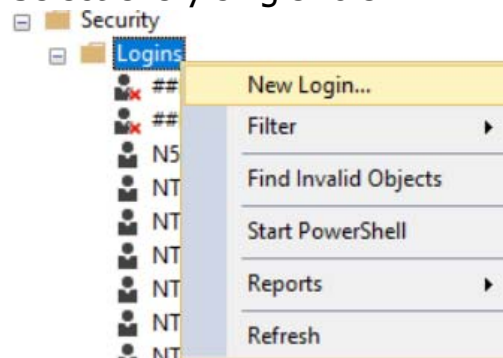 Security
Logins
New Login...
##
##
Filter
N5
NT
Find Invalid Objects
NT
Start PowerShell
NT
NT
Reports
NT
NT
Refresh
NT